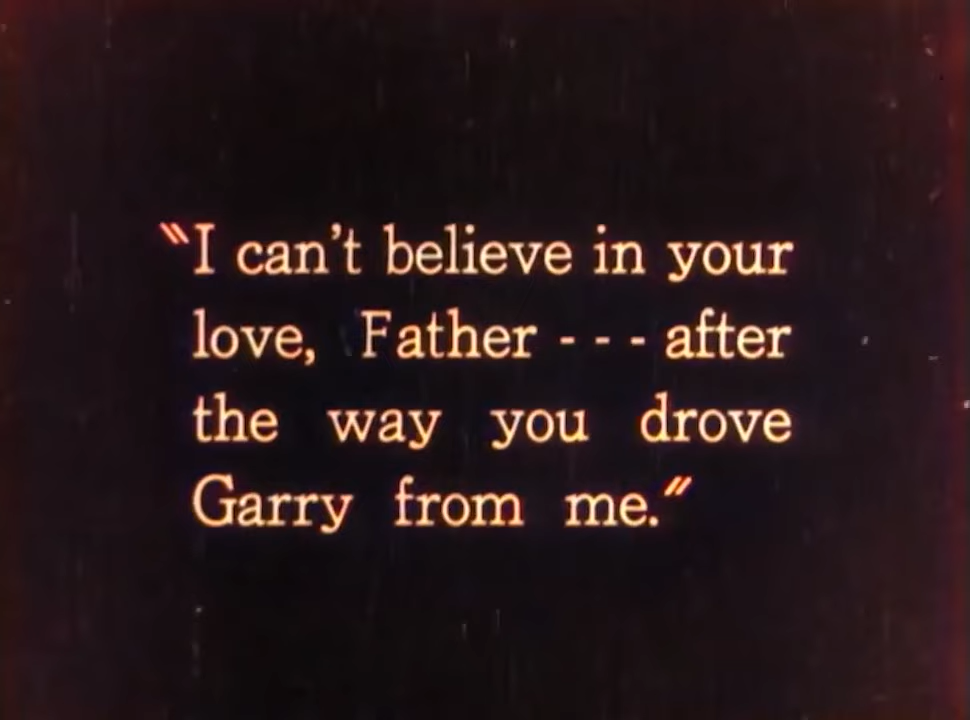 "I can't believe in your
love, Father - - - after
the way you drove
Garry from me."